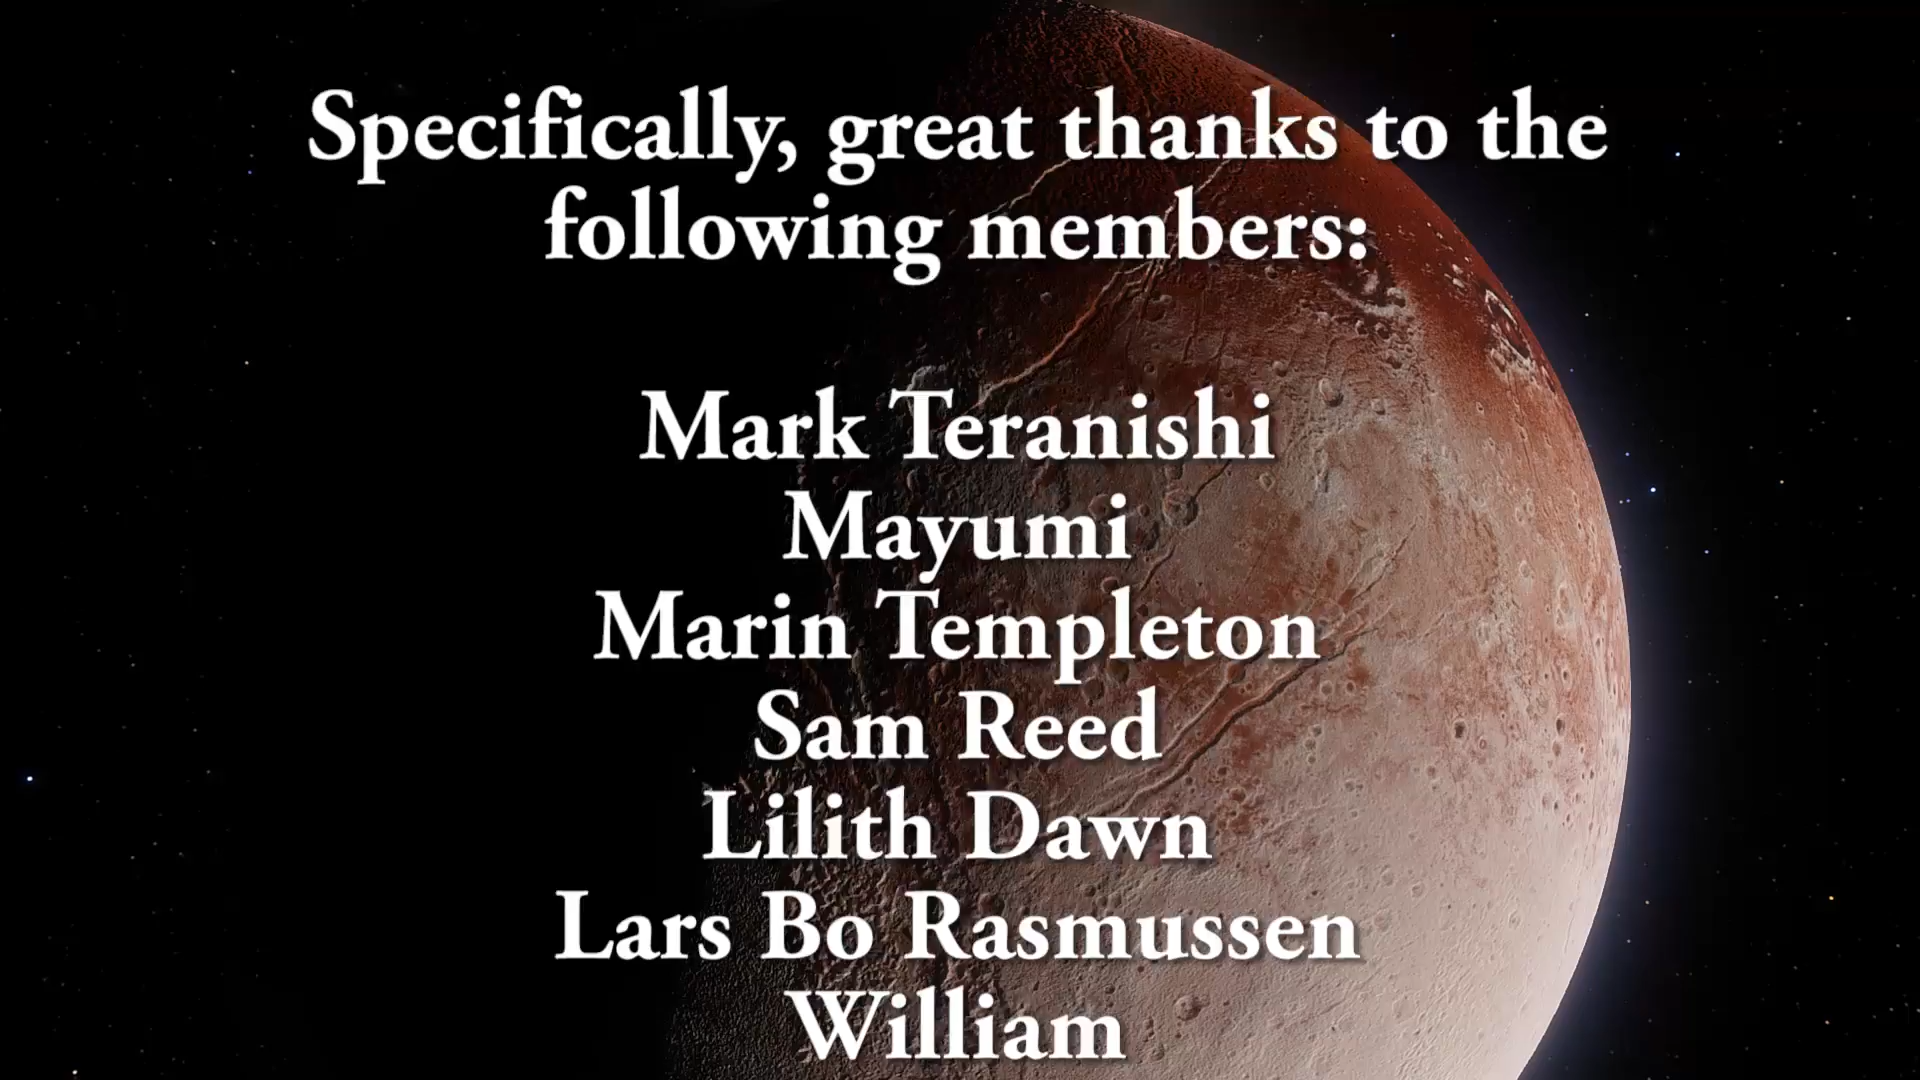 Specifically, great thanks to the
following members:
Mark Teranishi
Mayumi
Marin Templeton
Sam Reed
Lilith Dawn
Lars Bo Rasmussen
William